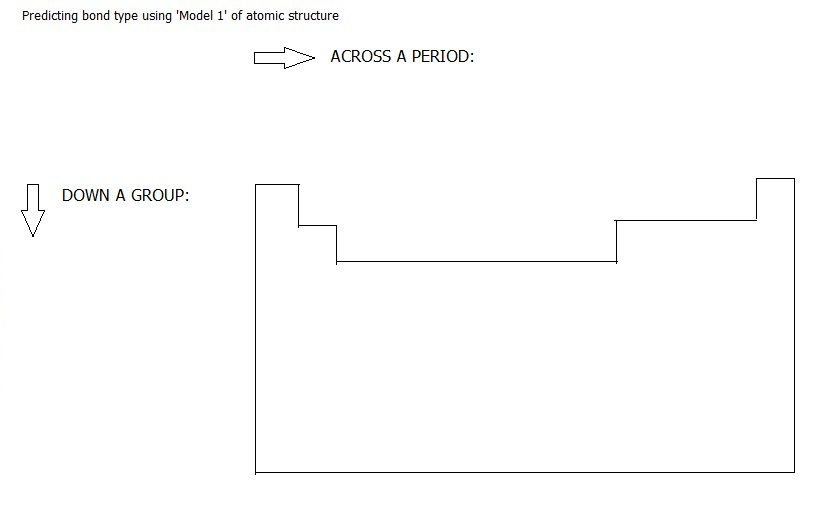 Predicting bond type using 'Model 1' of atomic structure
ACROSS A PERIOD:
DOWN A GROUP: